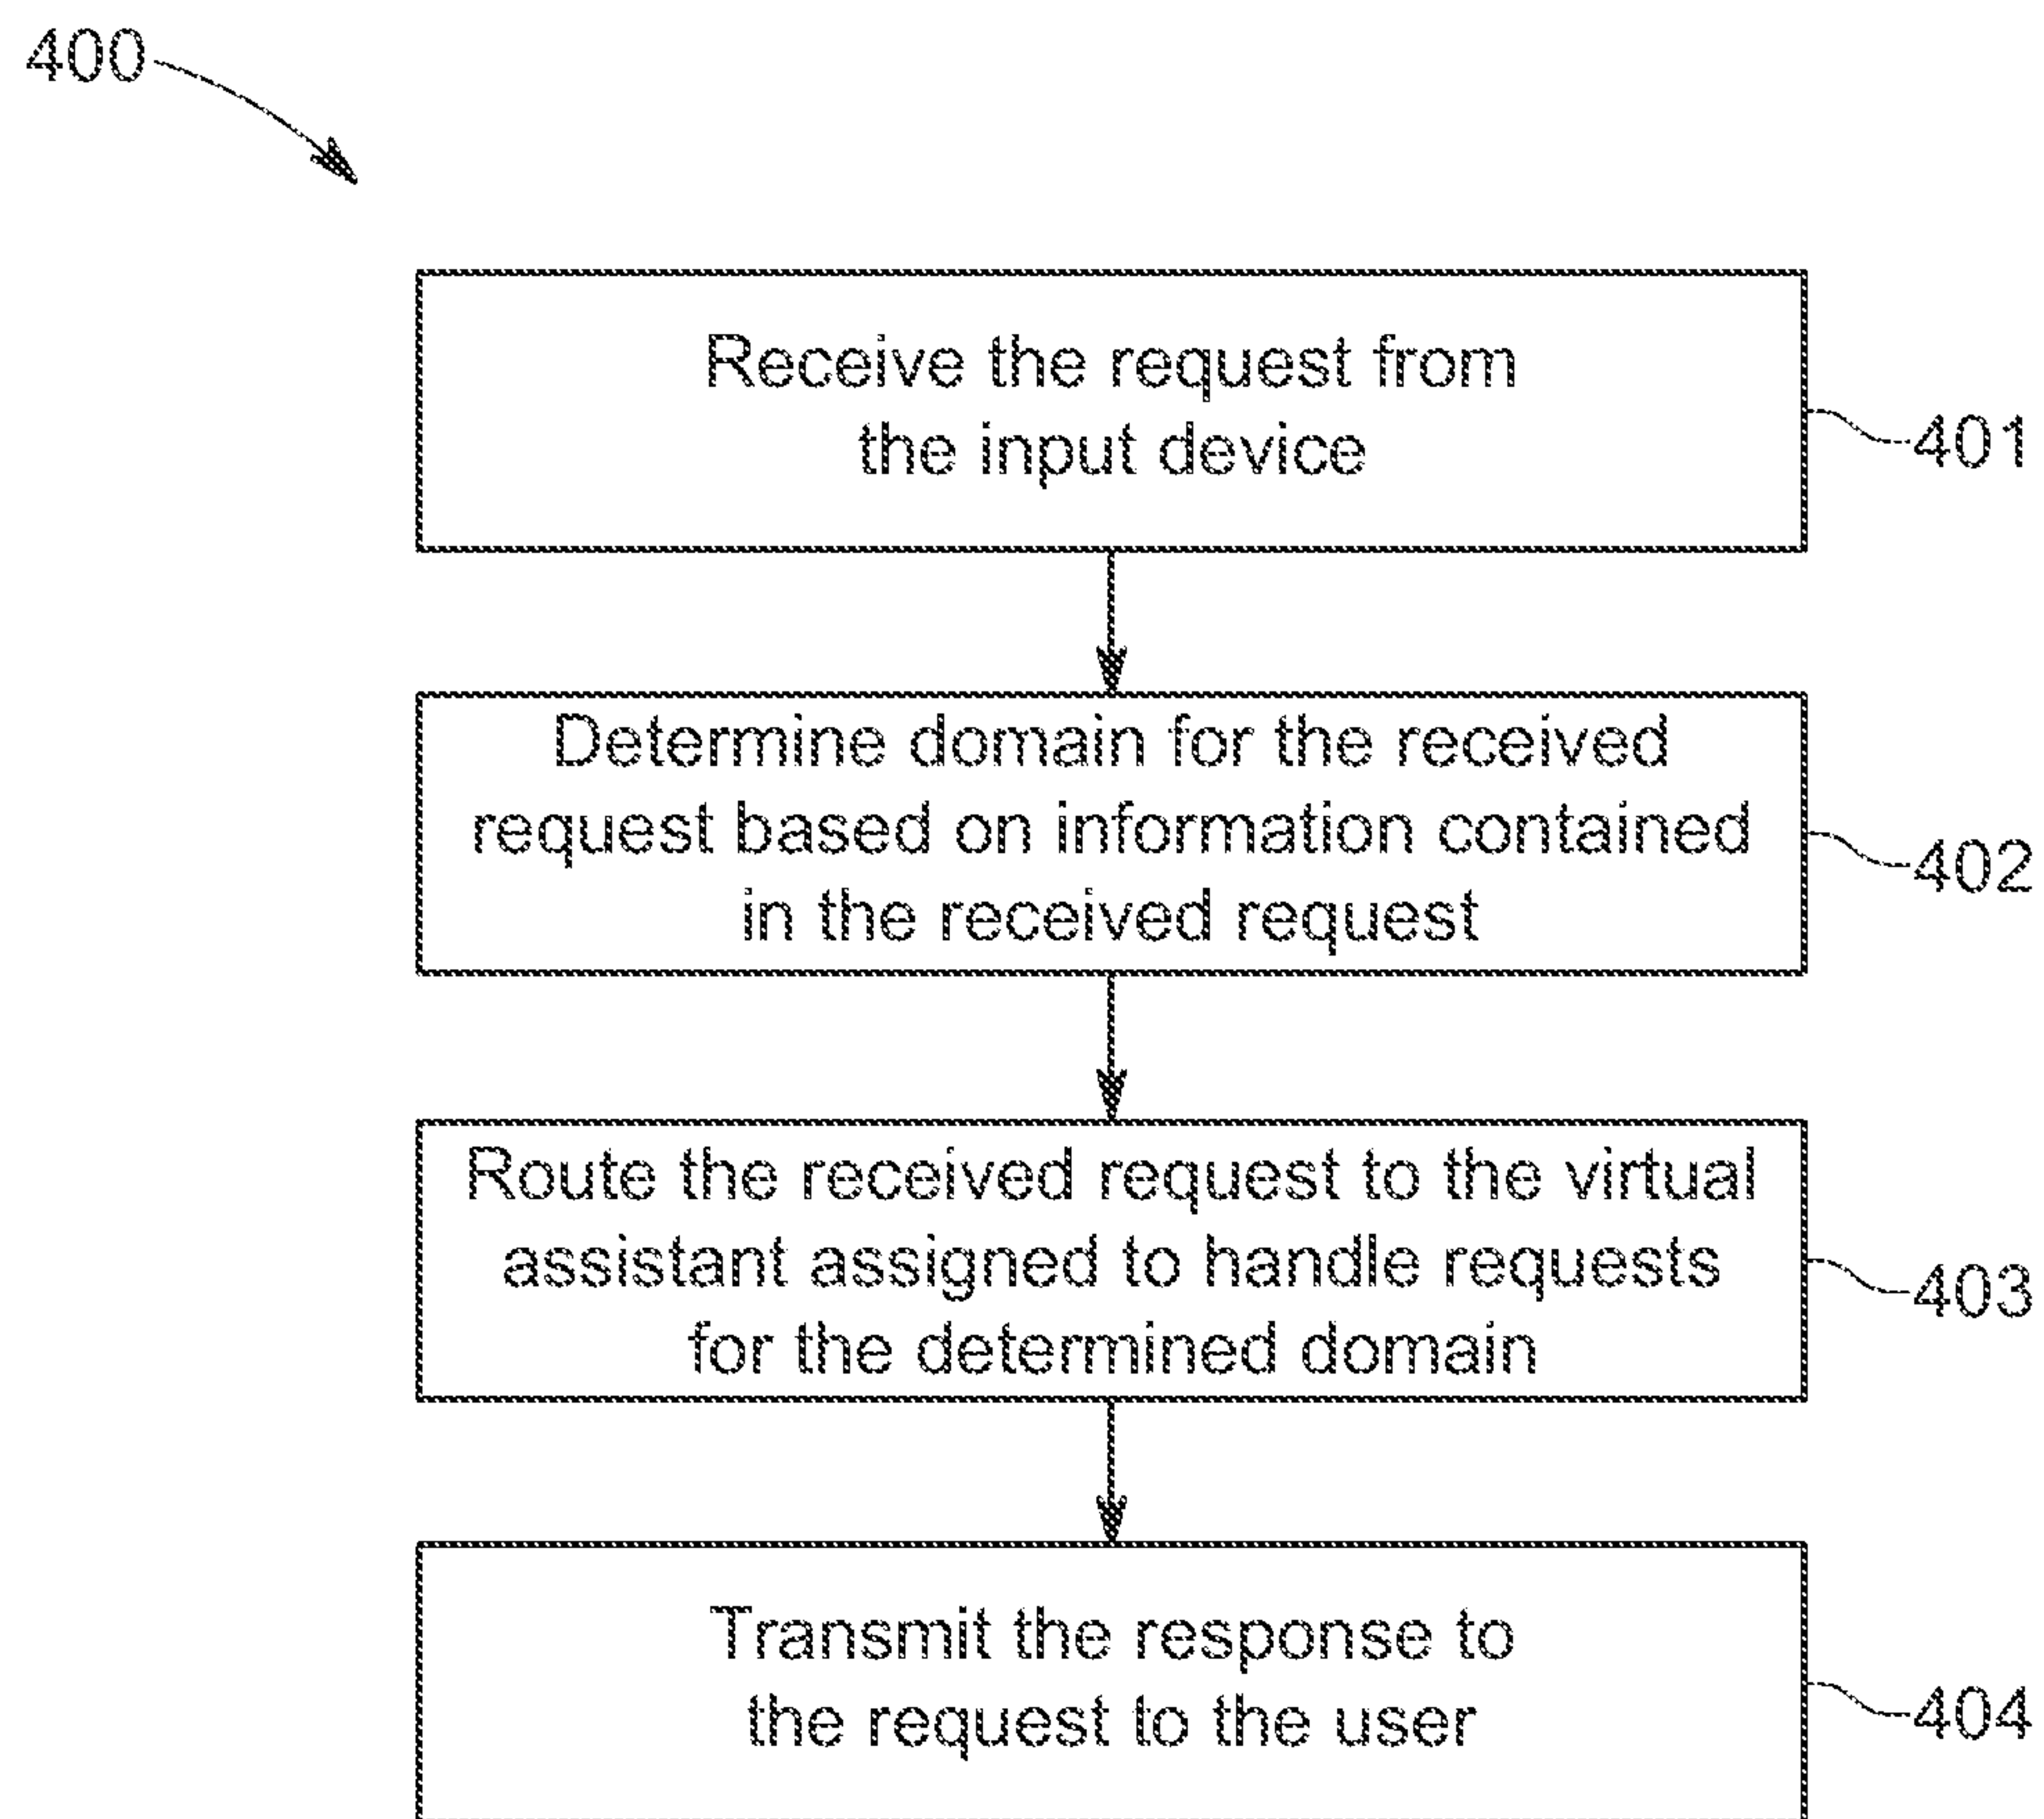 400
Receive the request from
the input device
401
Determine domain for the received
request based on information contained
in the received request
402
Route the received request to the virtual
assistant assigned to handle requests
for the determined domain
403
Transmit the response to
the request to the user
404